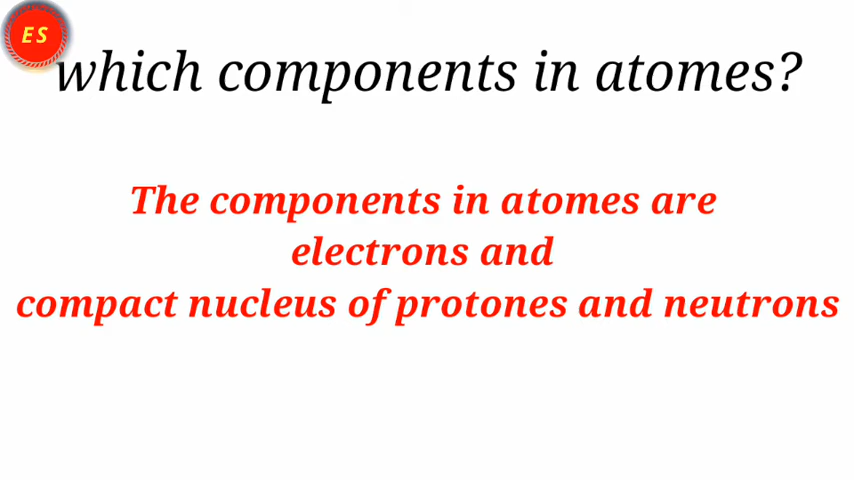 ES
which components in atomes?
The components in atomes are
electrons and
compact nucleus of protones and neutrons